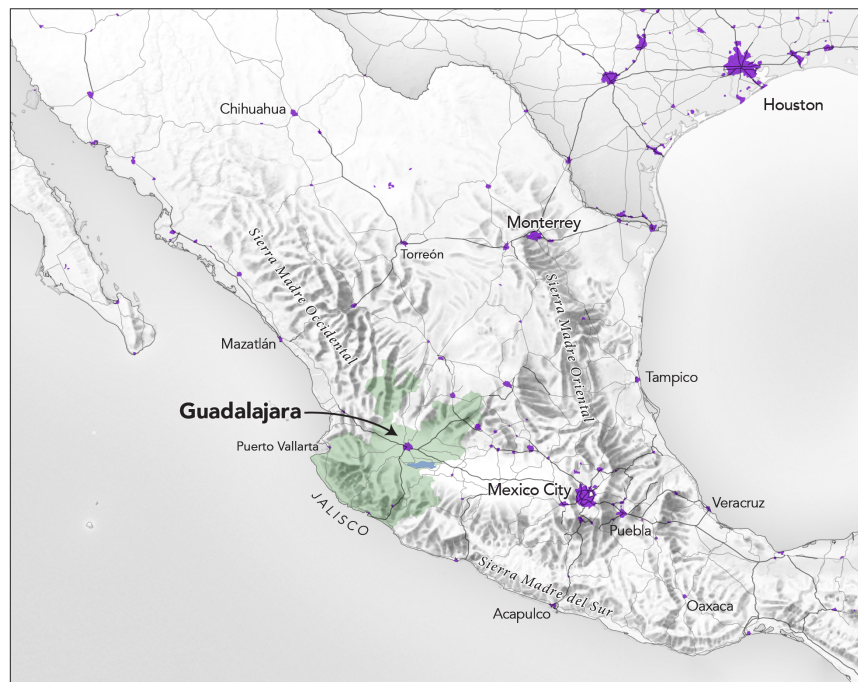 Houston
Chihuahua
Monterrey
Torreón
Sierra Madre Occidental
Sierra Madre Oriental
Mazatlán
Tampico
Guadalajara
Puerto Vallarta
JALISCO
Mexico City
Veracruz
Puebla
Sierra Madre del Sur
Oaxaca
Acapulco